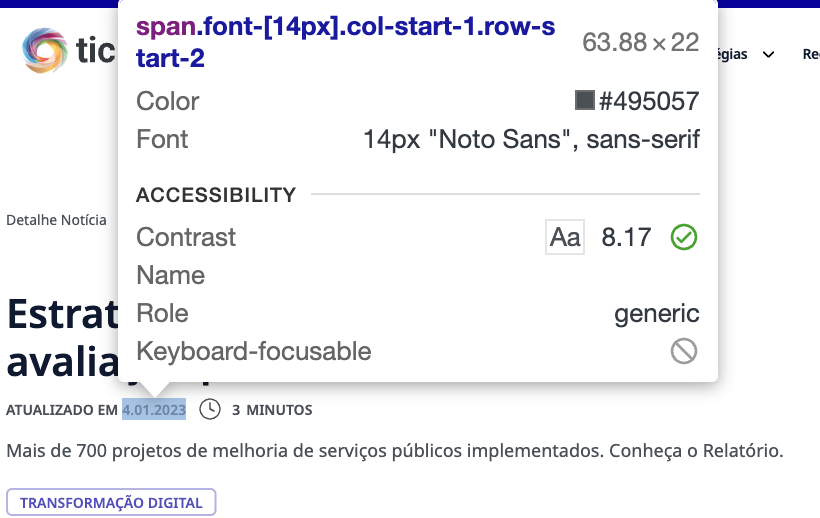 span.font-[14px].col-start-1.row-s
tart-2
63.88 × 22
Color
#495057
Font
14px "Noto Sans", sans-serif
ACCESSIBILITY
Contrast
Aa 8.17
Name
Role
generic
Keyboard-focusable
tic
égias
Re
Detalhe Notícia
Estrat
avalia
ATUALIZADO EM 4.01.2023 3 MINUTOS
Mais de 700 projetos de melhoria de serviços públicos implementados. Conheça o Relatório.
TRANSFORMAÇÃO DIGITAL